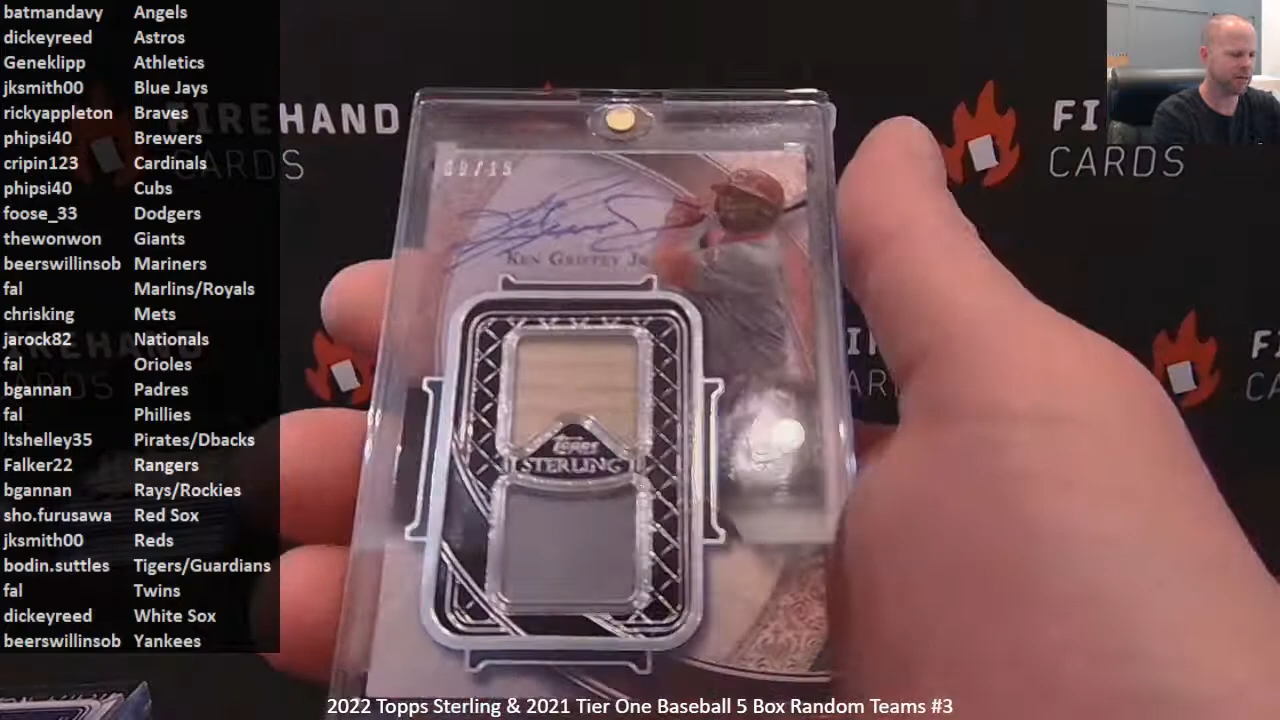 batmandavy Angels
dickeyreed Astros
Geneklipp Athletics
jksmith00 Blue Jays
rickyappleton Braves
phipsi40 Brewers
cripin123 Cardinals
phipsi40 Cubs
foose_33 Dodgers
thewonwon Giants
beerswillinsob Mariners
fal Marlins/Royals
chrisking Mets
jarock82 Nationals
fal Orioles
bgannan Padres
fal Phillies
ltshelley35 Pirates/Dbacks
Falker22 Rangers
bgannan Rays/Rockies
sho.furusawa Red Sox
jksmith00 Reds
bodin.suttles Tigers/Guardians
fal Twins
dickeyreed White Sox
beerswillinsob Yankees
FIREHAND
CARDS
FI
CARDS
09/15
KEN GRIFFEY JR
Topps
STERLING
2022 Topps Sterling & 2021 Tier One Baseball 5 Box Random Teams #3